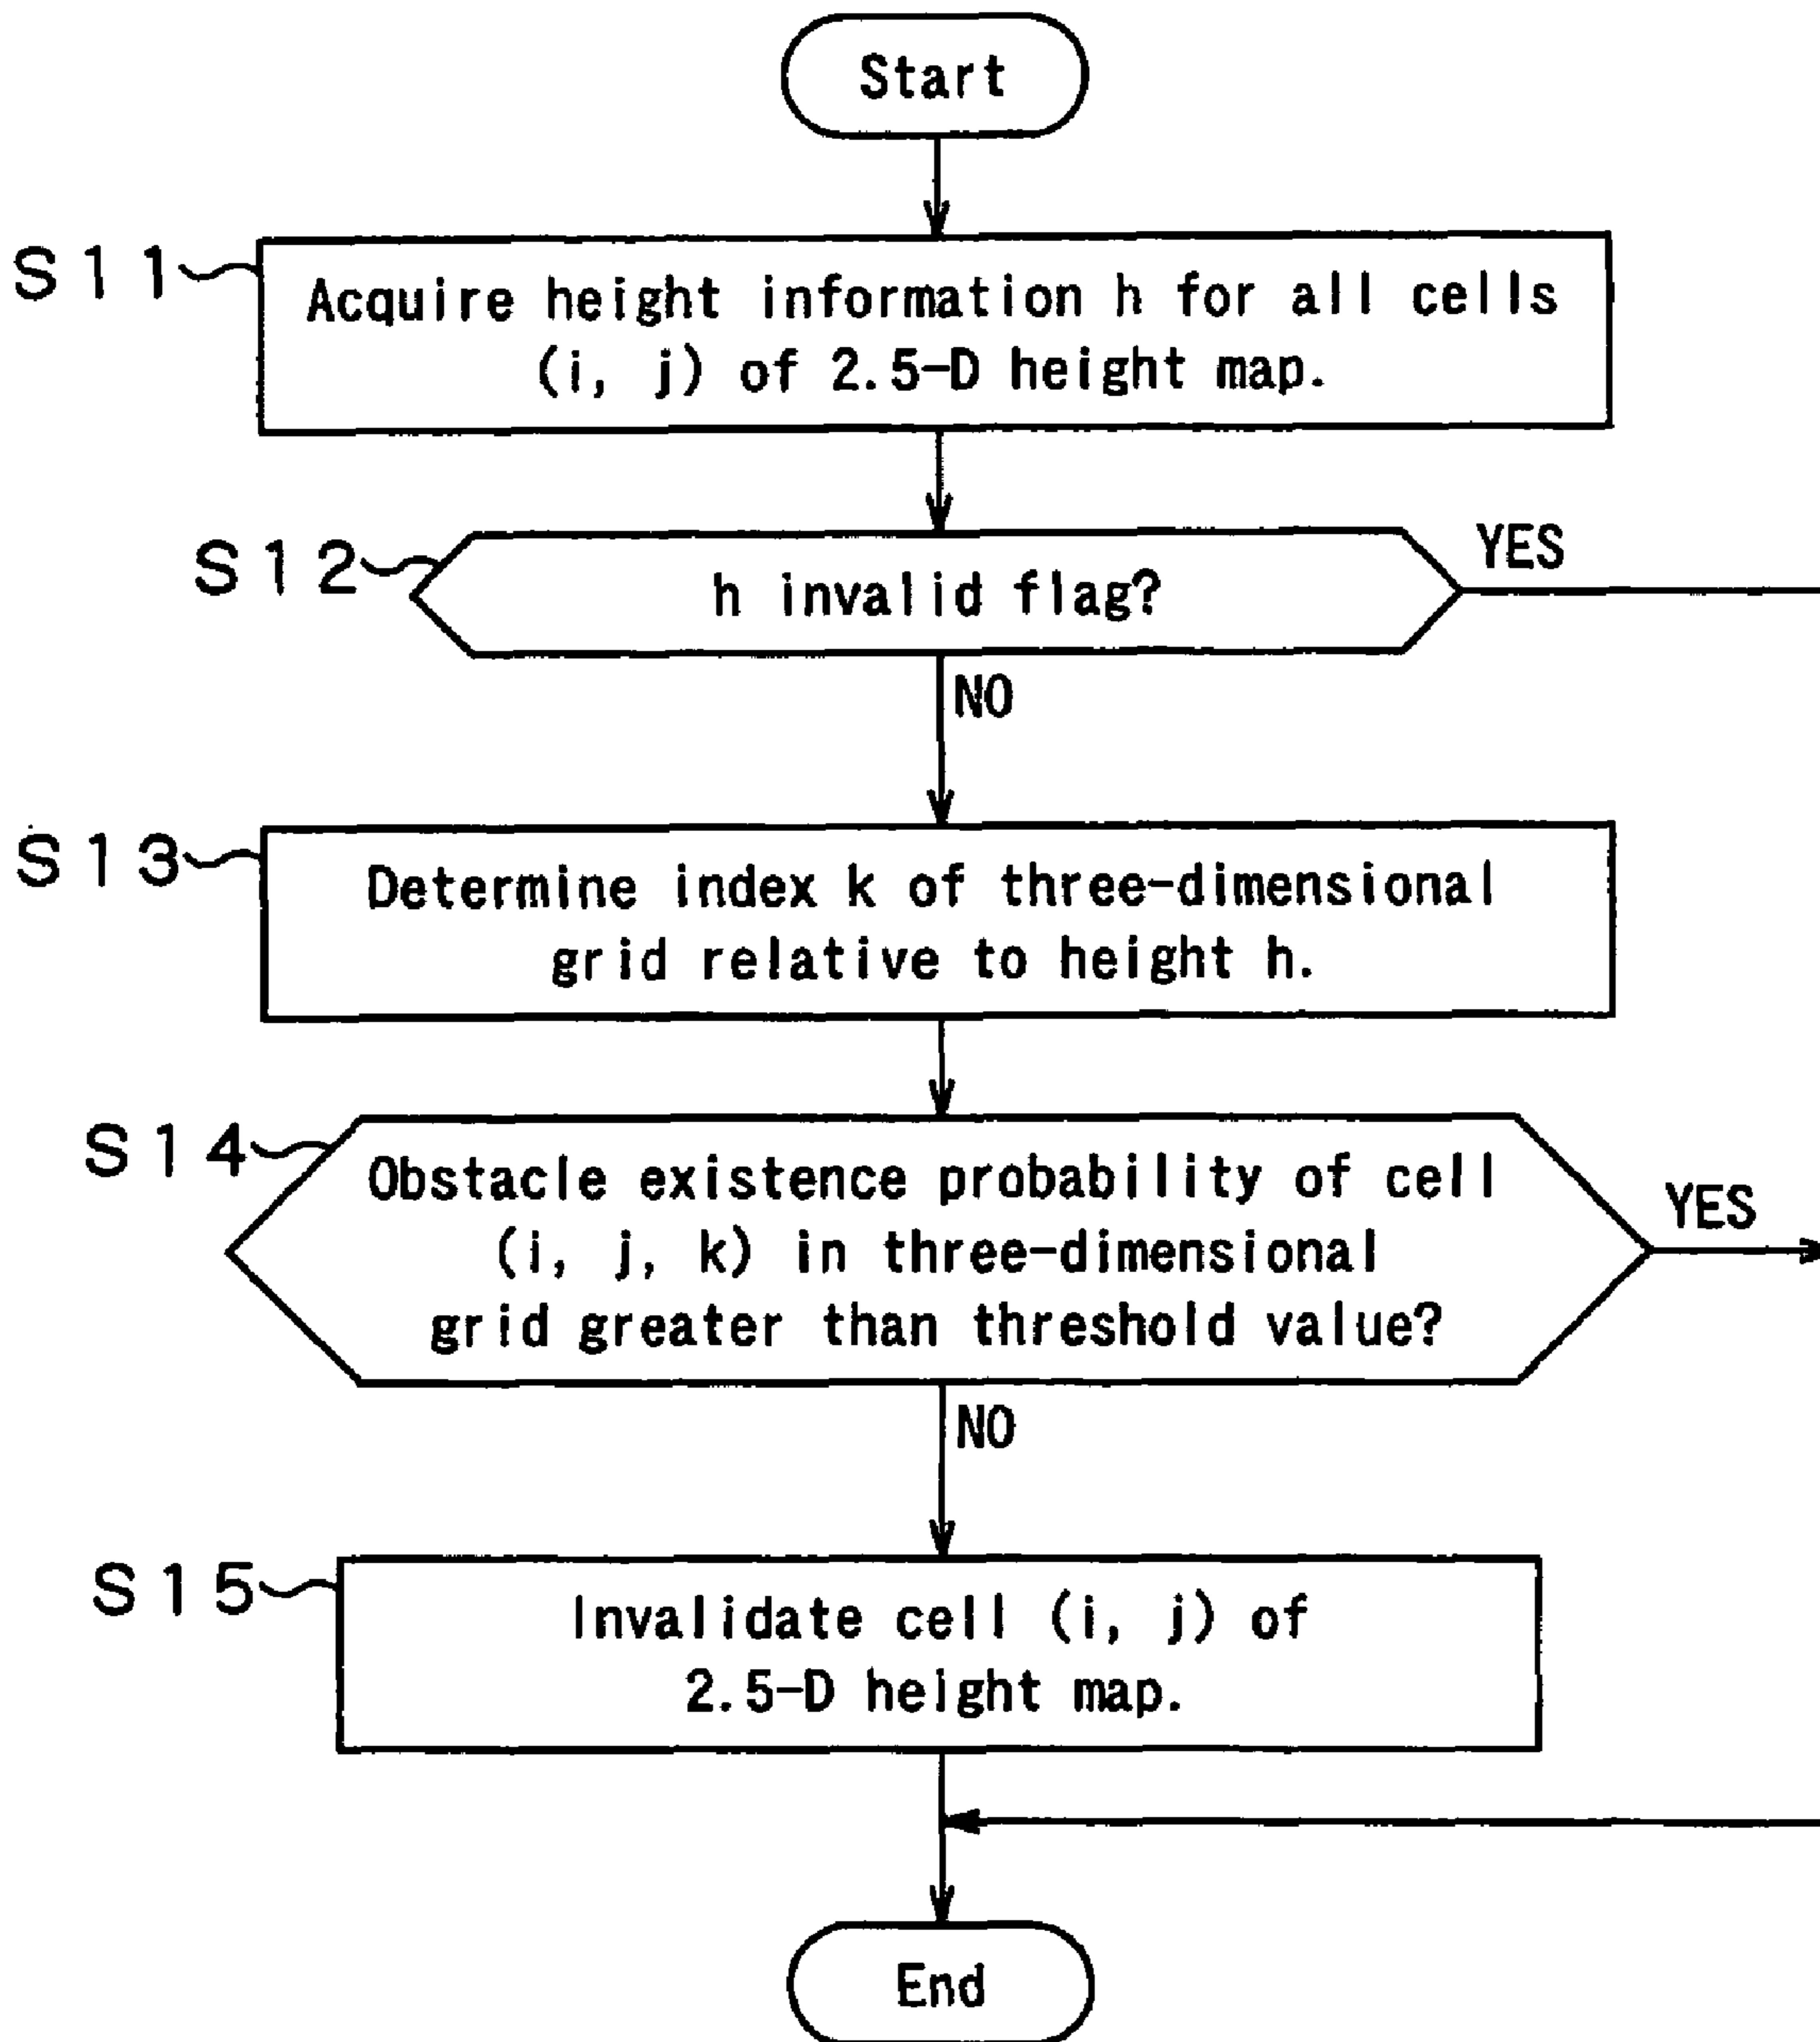 Start
S11
Acquire height information h for all cells
(i, j) of 2.5-D height map.
S12
h invalid flag?
YES
NO
S13
Determine index k of three-dimensional
grid relative to height h.
S14
Obstacle existence probability of cell
(i, j, k) in three-dimensional
grid greater than threshold value?
YES
NO
S15
Invalidate cell (i, j) of
2.5-D height map.
End